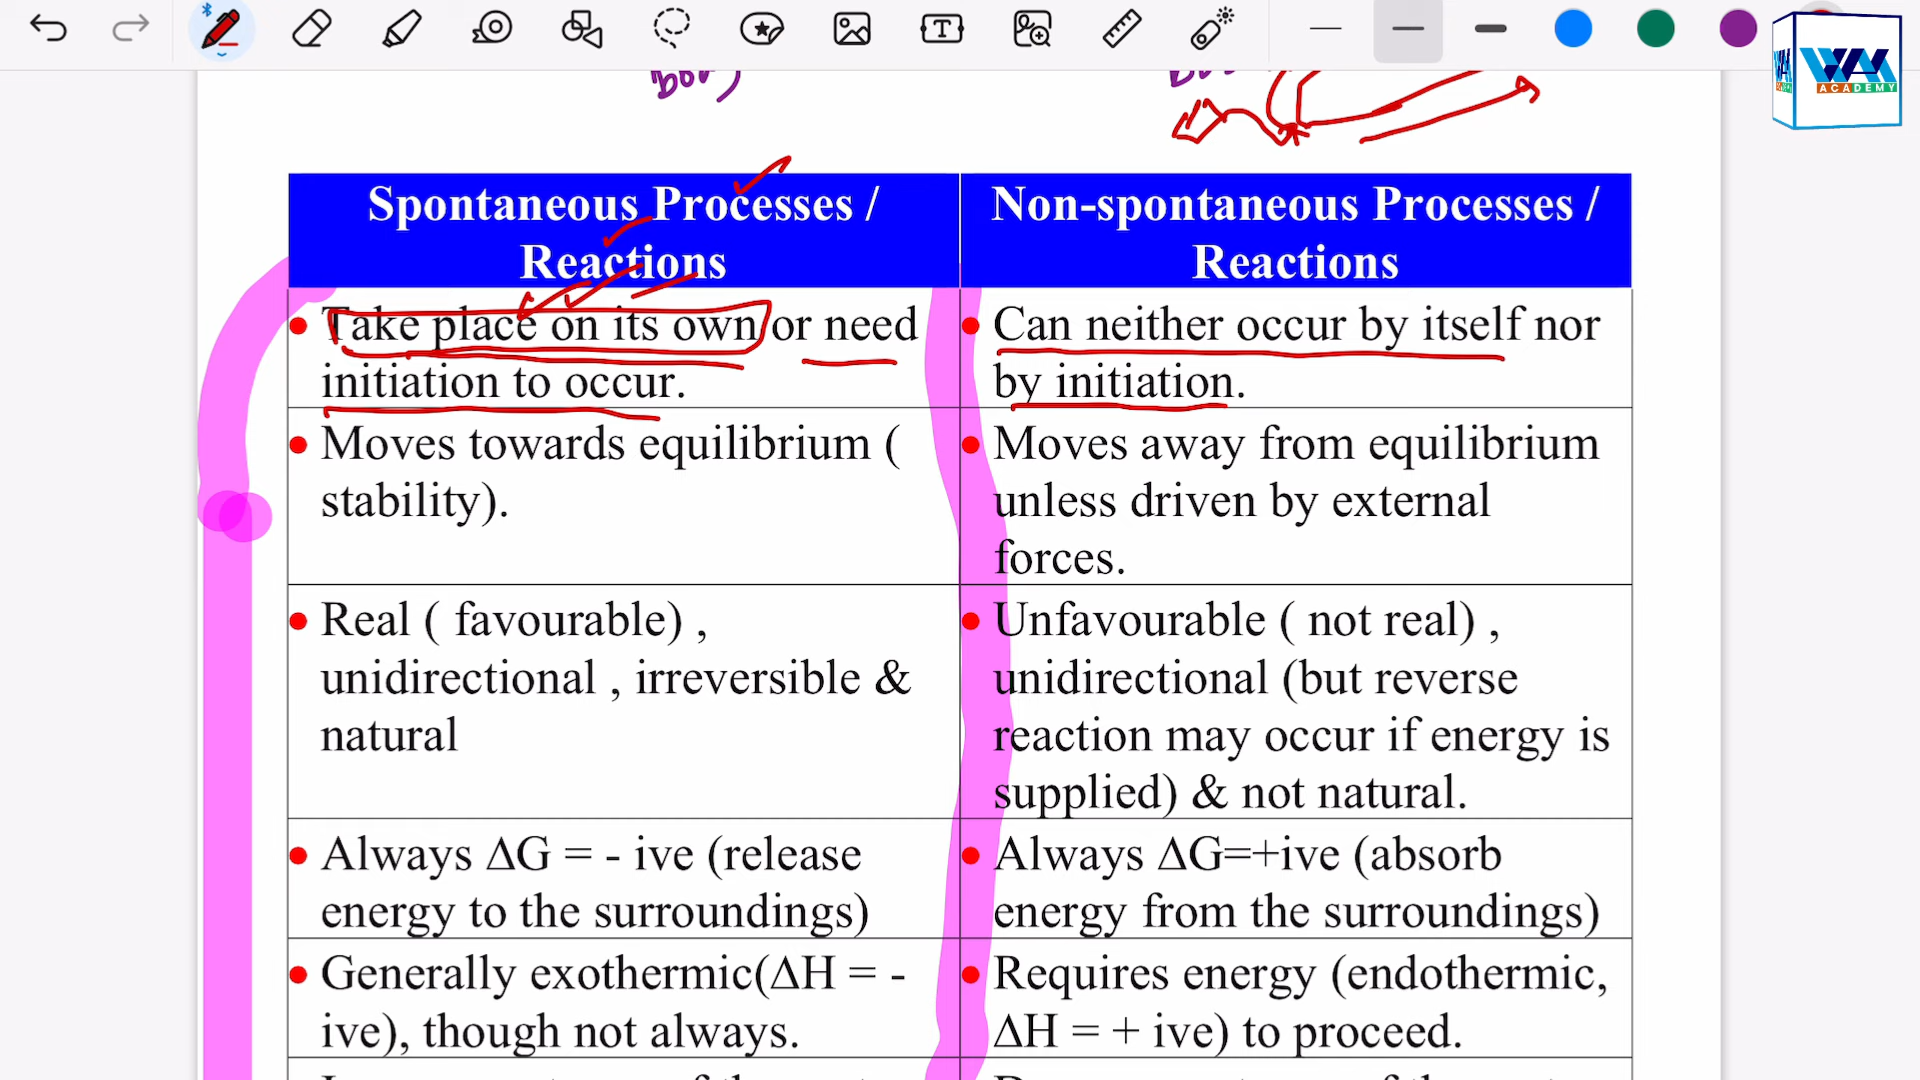 WAM
ACADEMY
Spontaneous Processes /
Reactions
Non-spontaneous Processes /
Reactions
Take place on its own or need
initiation to occur.
Can neither occur by itself nor
by initiation.
Moves towards equilibrium (
stability).
Moves away from equilibrium
unless driven by external
forces.
Real ( favourable) ,
unidirectional , irreversible &
natural
Unfavourable ( not real) ,
unidirectional (but reverse
reaction may occur if energy is
supplied) & not natural.
Always ΔG = - ive (release
energy to the surroundings)
Always ΔG=+ive (absorb
energy from the surroundings)
Generally exothermic(ΔH = -
ive), though not always.
Requires energy (endothermic,
ΔH = + ive) to proceed.